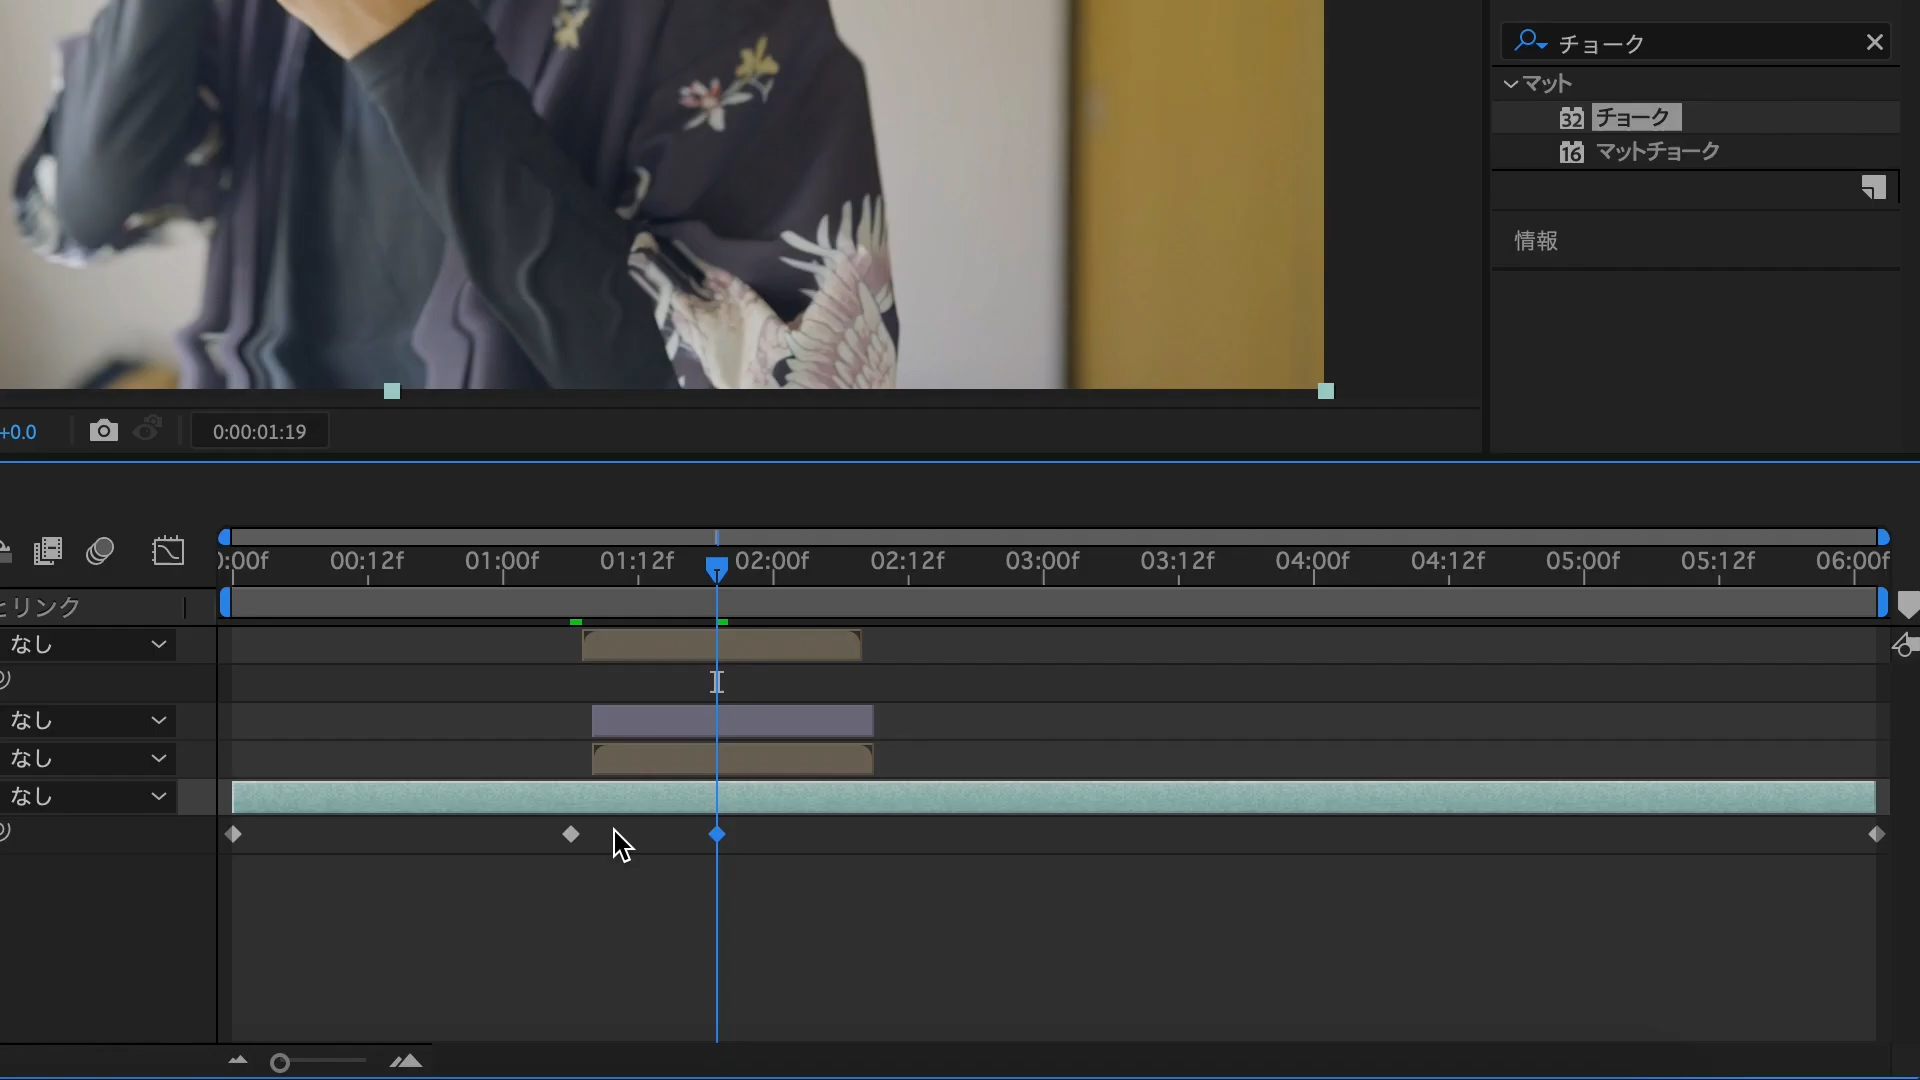 チョーク
マット
32 チョーク
16 マットチョーク
情報
+0.0
0:00:01:19
0:00f 00:12f 01:00f 01:12f 02:00f 02:12f 03:00f 03:12f 04:00f 04:12f 05:00f 05:12f 06:00f
とリンク
なし
なし
なし
なし